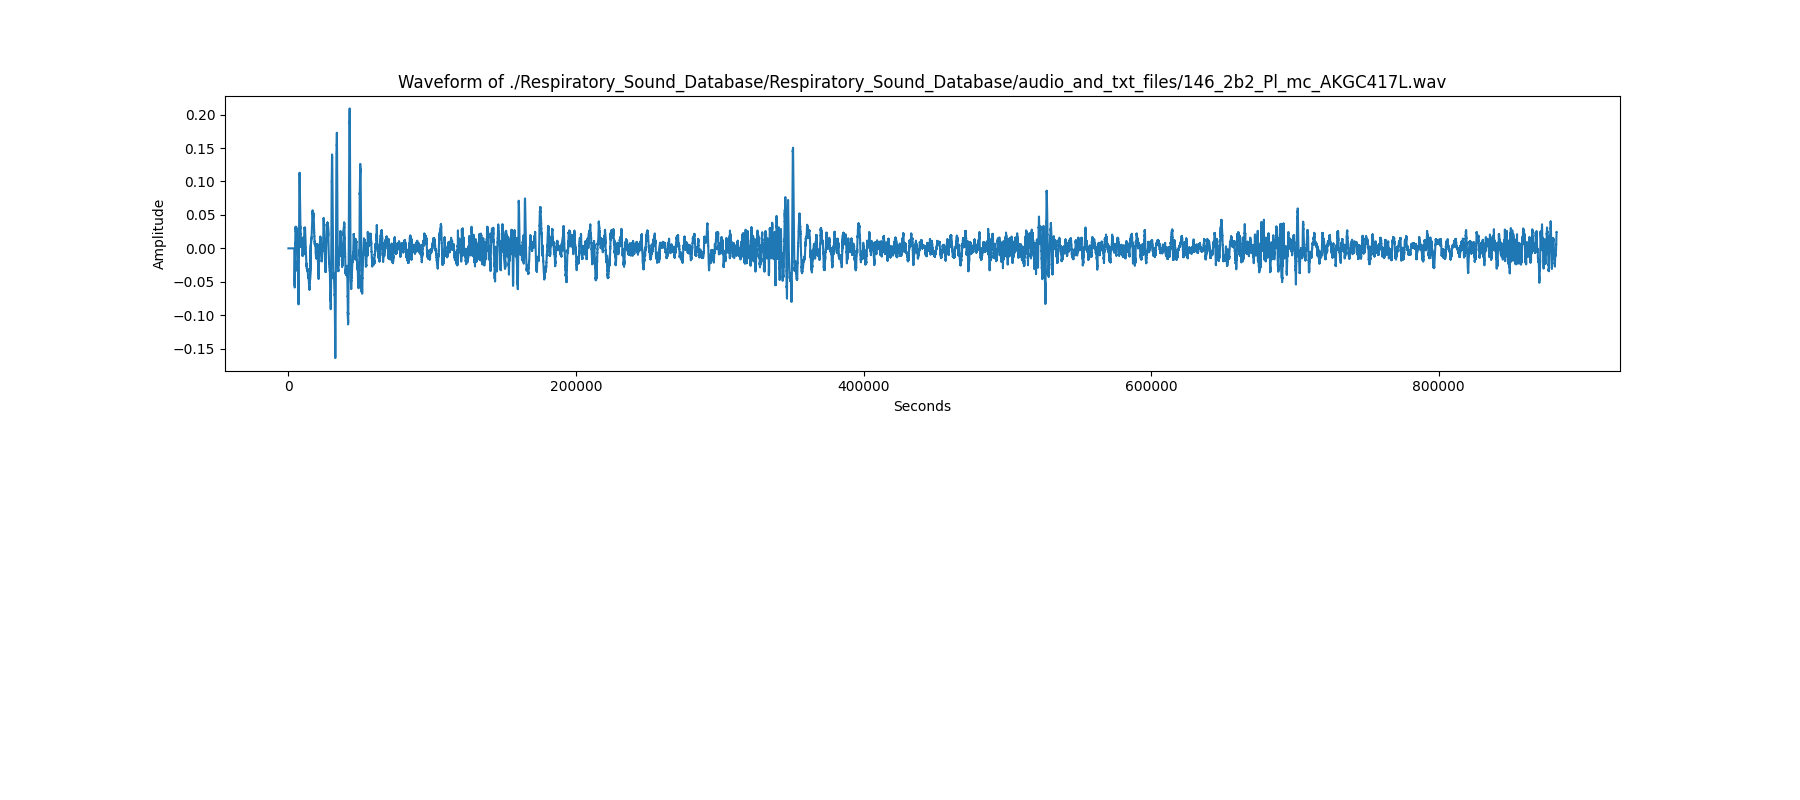 Waveform of ./Respiratory_Sound_Database/Respiratory_Sound_Database/audio_and_txt_files/146_2b2_Pl_mc_AKGC417L.wav
Amplitude
0.20
0.15
0.10
0.05
0.00
−0.05
−0.10
−0.15
0 200000 400000 600000 800000
Seconds